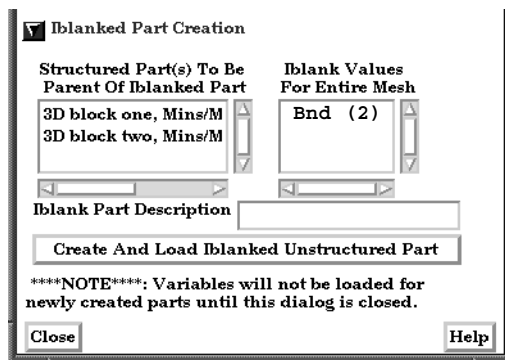 Iblanked Part Creation
Structured Part(s) To Be
Parent Of Iblanked Part
3D block one, Mins/M
3D block two, Mins/M
Iblank Values
For Entire Mesh
Bnd (2)
Iblank Part Description
Create And Load Iblanked Unstructured Part
****NOTE****: Variables will not be loaded for
newly created parts until this dialog is closed.
Close
Help